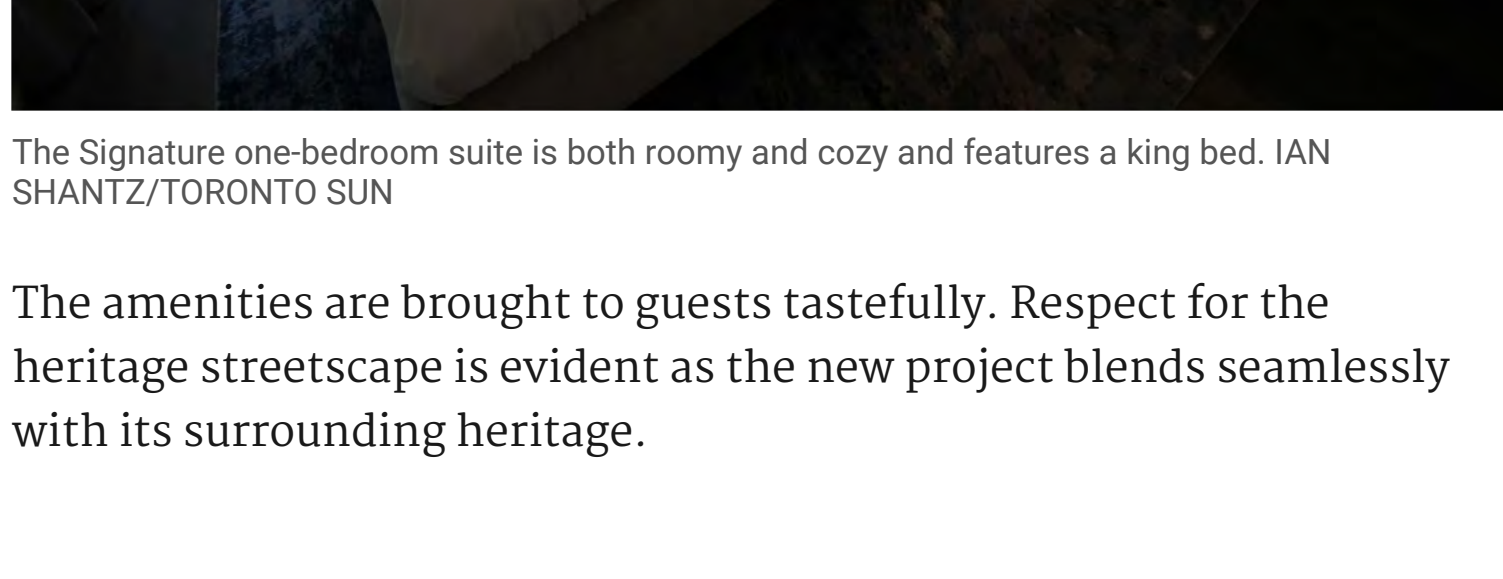 The Signature one-bedroom suite is both roomy and cozy and features a king bed. IAN
SHANTZ/TORONTO SUN
The amenities are brought to guests tastefully. Respect for the
heritage streetscape is evident as the new project blends seamlessly
with its surrounding heritage.